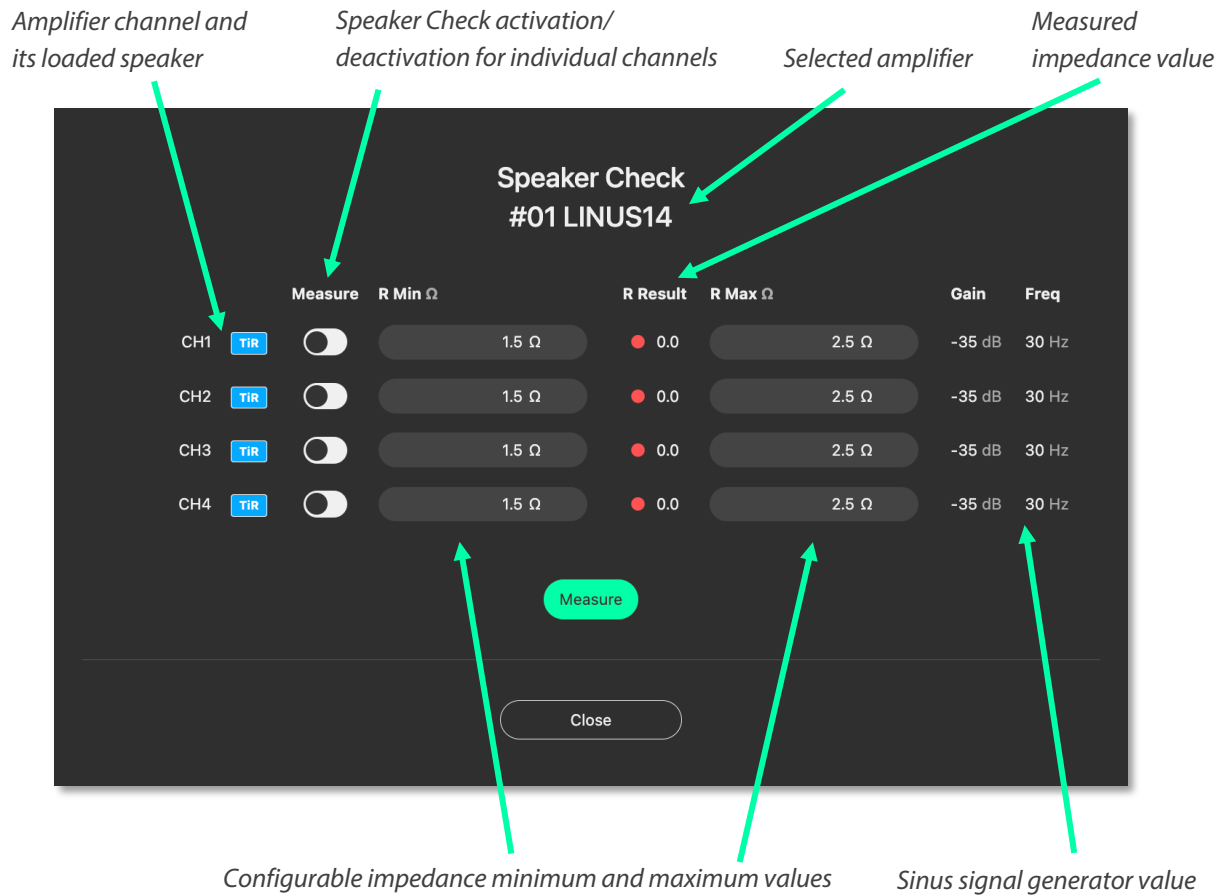 Amplifier channel and
its loaded speaker
Speaker Check activation/
deactivation for individual channels
Selected amplifier
Measured
impedance value
Speaker Check
#01 LINUS14
Measure R Min Ω R Result R Max Ω Gain Freq
CH1 TiR 1.5 Ω 0.0 2.5 Ω -35 dB 30 Hz
CH2 TiR 1.5 Ω 0.0 2.5 Ω -35 dB 30 Hz
CH3 TiR 1.5 Ω 0.0 2.5 Ω -35 dB 30 Hz
CH4 TiR 1.5 Ω 0.0 2.5 Ω -35 dB 30 Hz
Measure
Close
Configurable impedance minimum and maximum values
Sinus signal generator value